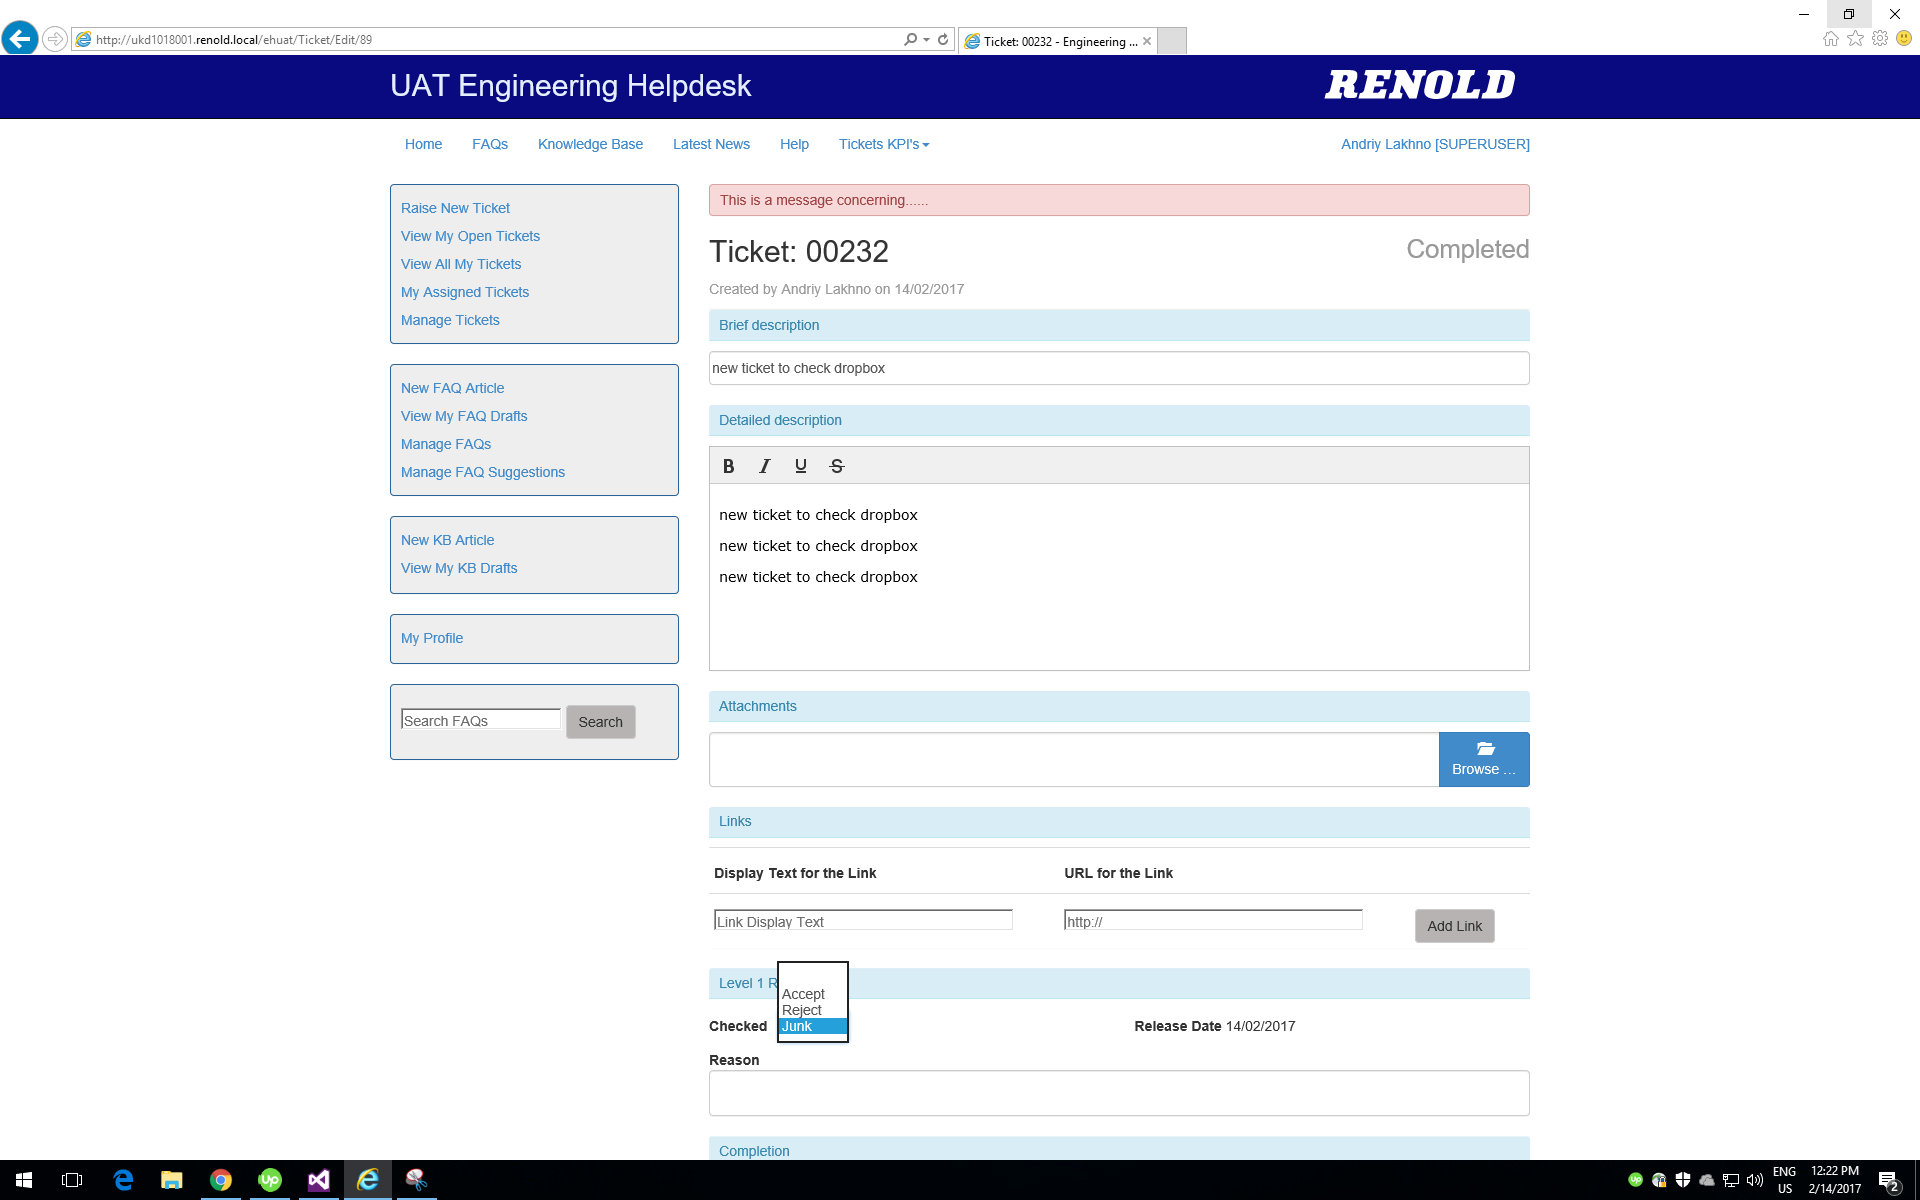 http://ukd1018001.renold.local/ehuat/Ticket/Edit/89
Ticket: 00232 - Engineering ...
UAT Engineering Helpdesk
RENOLD
Home FAQs Knowledge Base Latest News Help Tickets KPI's
Andriy Lakhno [SUPERUSER]
Raise New Ticket
View My Open Tickets
View All My Tickets
My Assigned Tickets
Manage Tickets
New FAQ Article
View My FAQ Drafts
Manage FAQs
Manage FAQ Suggestions
New KB Article
View My KB Drafts
My Profile
Search FAQs
Search
This is a message concerning......
Ticket: 00232
Completed
Created by Andriy Lakhno on 14/02/2017
Brief description
new ticket to check dropbox
Detailed description
B I U S
new ticket to check dropbox
new ticket to check dropbox
new ticket to check dropbox
Attachments
Browse ...
Links
Display Text for the Link
URL for the Link
Link Display Text
http://
Add Link
Level 1 R
Accept
Reject
Junk
Checked
Release Date 14/02/2017
Reason
Completion
up
up
ENG
US
12:22 PM
2/14/2017
2